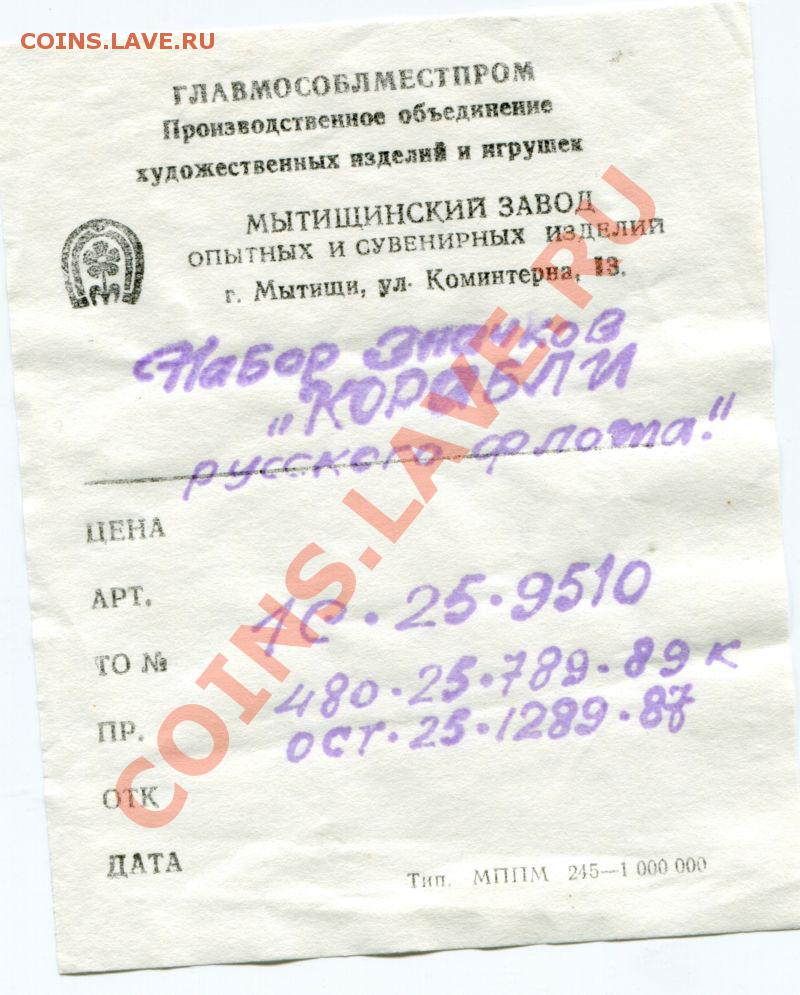 COINS.LAVE.RU
ГЛАВМОСОБЛМЕСТПРОМ
Производственное объединение
художественных изделий и игрушек
МЫТИЩИНСКИЙ ЗАВОД
ОПЫТНЫХ И СУВЕНИРНЫХ ИЗДЕЛИЙ
г. Мытищи, ул. Коминтерна, 13.
Набор Значков
"КОРАБЛИ
русского флота."
ЦЕНА
АРТ. 1С·25·9510
ТО № 480·25·789·89 к
ПР. ОСТ·25·1289·87
ОТК
ДАТА
Тип. МППМ 245—1 000 000
COINS.LAVE.RU